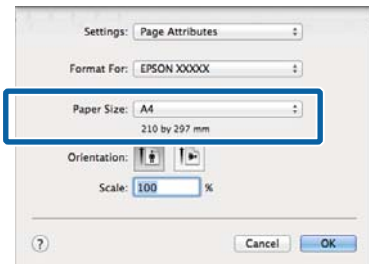 Settings: Page Attributes
Format For: EPSON XXXXX
Paper Size: A4
210 by 297 mm
Orientation:
Scale: 100 %
? Cancel OK